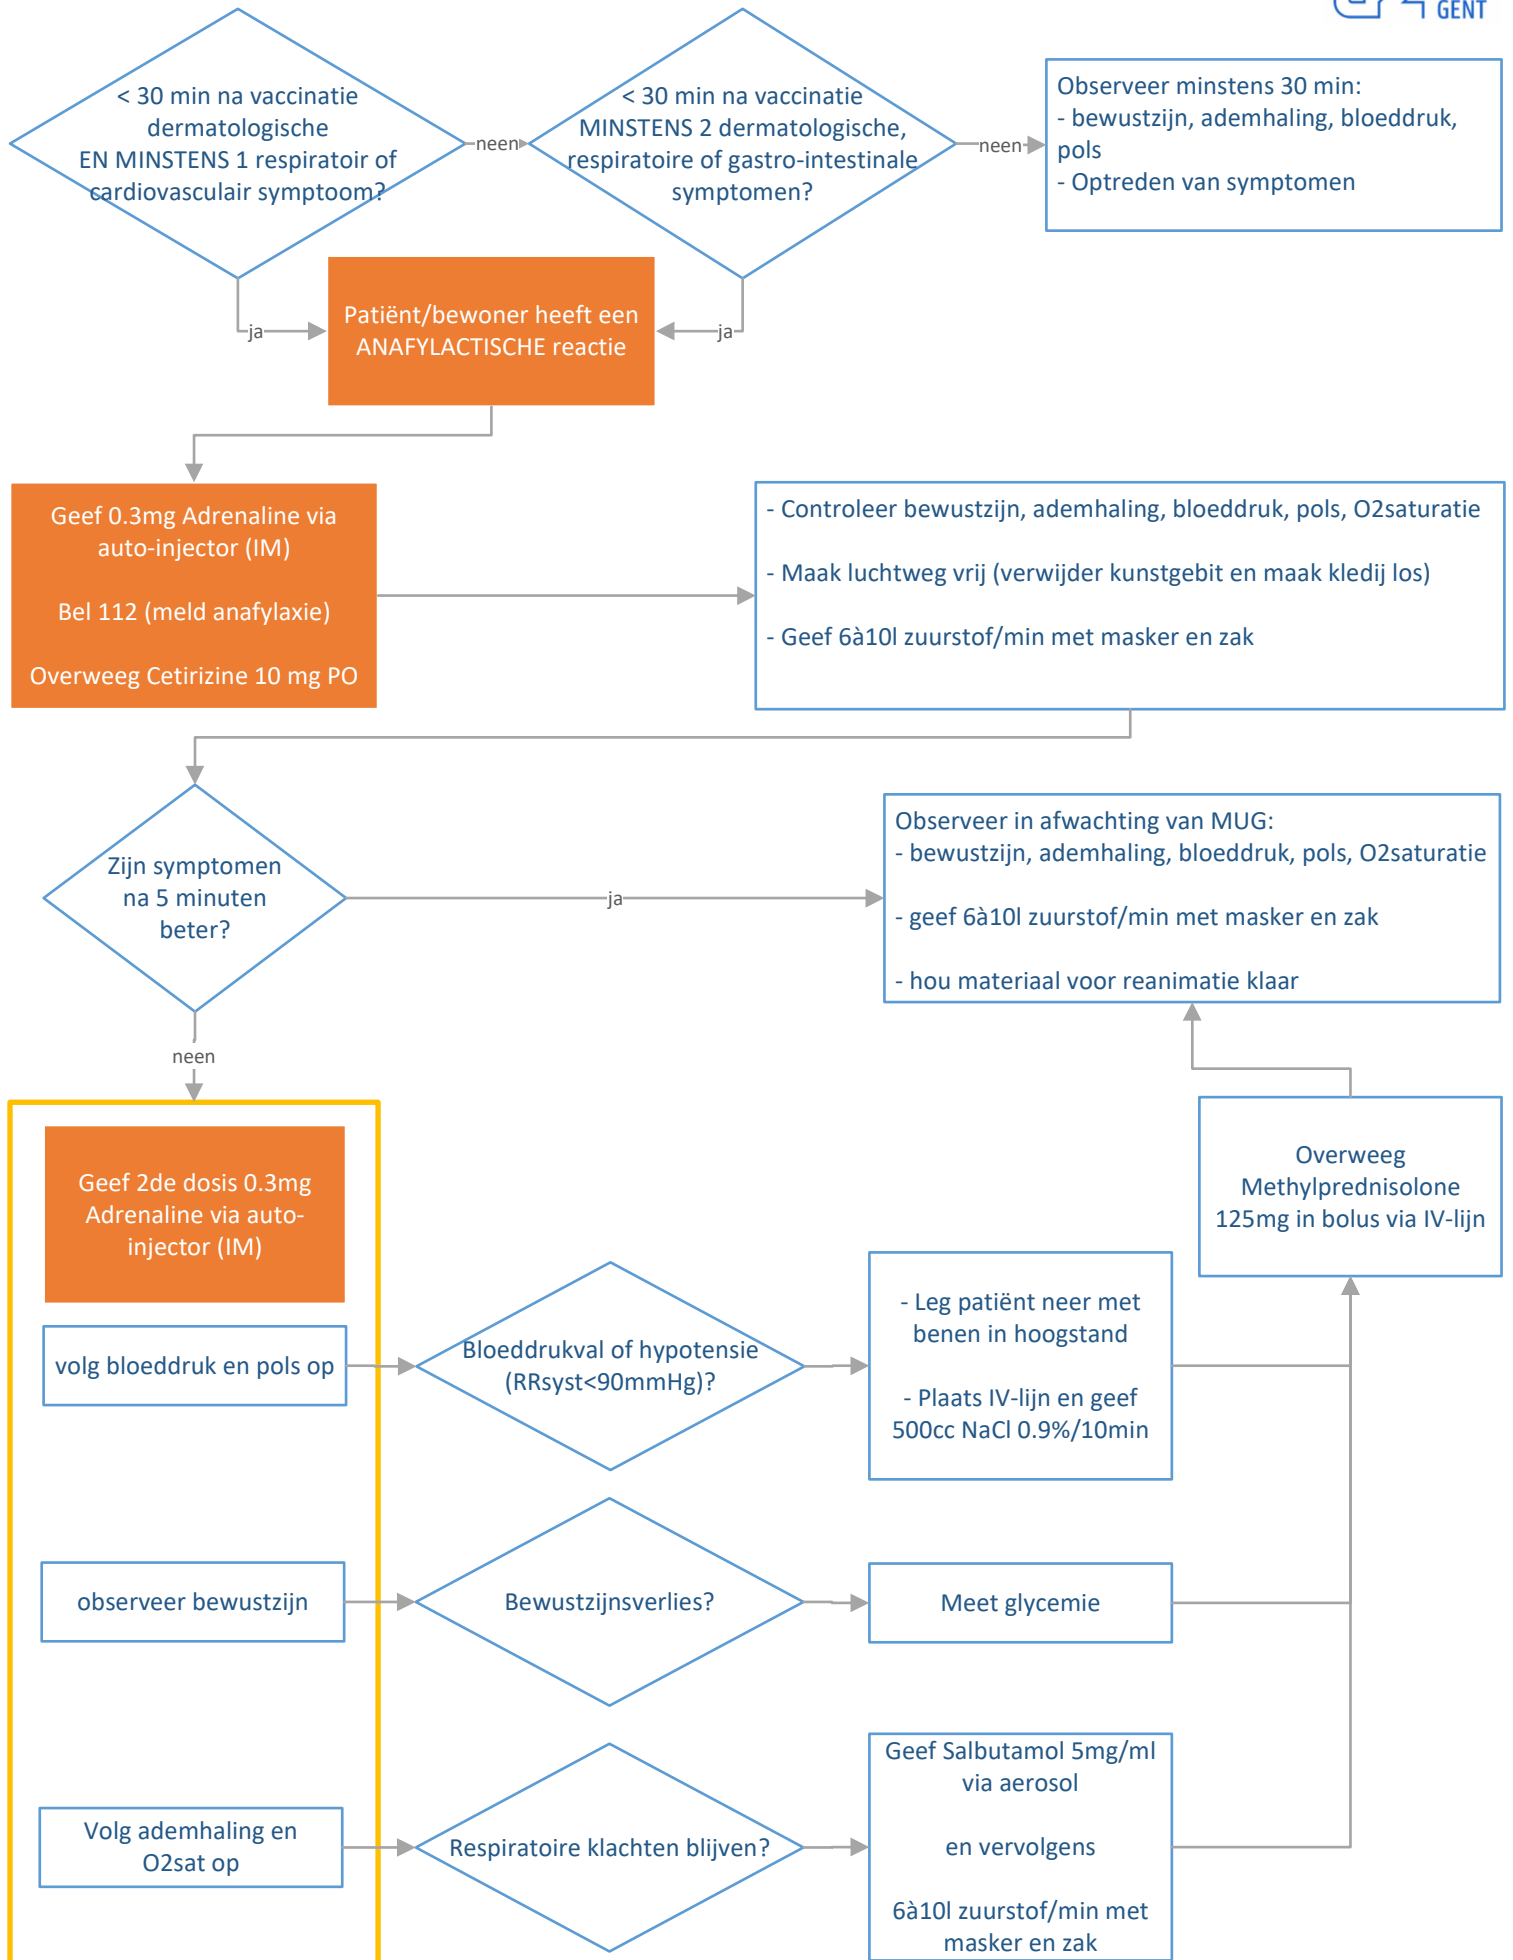 GENT
< 30 min na vaccinatie
dermatologische
EN MINSTENS 1 respiratoir of
cardiovasculair symptoom?
neen
< 30 min na vaccinatie
MINSTENS 2 dermatologische,
respiratoire of gastro-intestinale
symptomen?
neen
Observeer minstens 30 min:
- bewustzijn, ademhaling, bloeddruk,
pols
- Optreden van symptomen
ja
Patiënt/bewoner heeft een
ANAFYLACTISCHE reactie
ja
Geef 0.3mg Adrenaline via
auto-injector (IM)
Bel 112 (meld anafylaxie)
Overweeg Cetirizine 10 mg PO
- Controleer bewustzijn, ademhaling, bloeddruk, pols, O2saturatie
- Maak luchtweg vrij (verwijder kunstgebit en maak kledij los)
- Geef 6à10l zuurstof/min met masker en zak
Zijn symptomen
na 5 minuten
beter?
ja
Observeer in afwachting van MUG:
- bewustzijn, ademhaling, bloeddruk, pols, O2saturatie
- geef 6à10l zuurstof/min met masker en zak
- hou materiaal voor reanimatie klaar
neen
Geef 2de dosis 0.3mg
Adrenaline via auto-
injector (IM)
Overweeg
Methylprednisolone
125mg in bolus via IV-lijn
volg bloeddruk en pols op
Bloeddrukval of hypotensie
(RRsyst<90mmHg)?
- Leg patiënt neer met
benen in hoogstand
- Plaats IV-lijn en geef
500cc NaCl 0.9%/10min
observeer bewustzijn
Bewustzijnsverlies?
Meet glycemie
Volg ademhaling en
O2sat op
Respiratoire klachten blijven?
Geef Salbutamol 5mg/ml
via aerosol
en vervolgens
6à10l zuurstof/min met
masker en zak